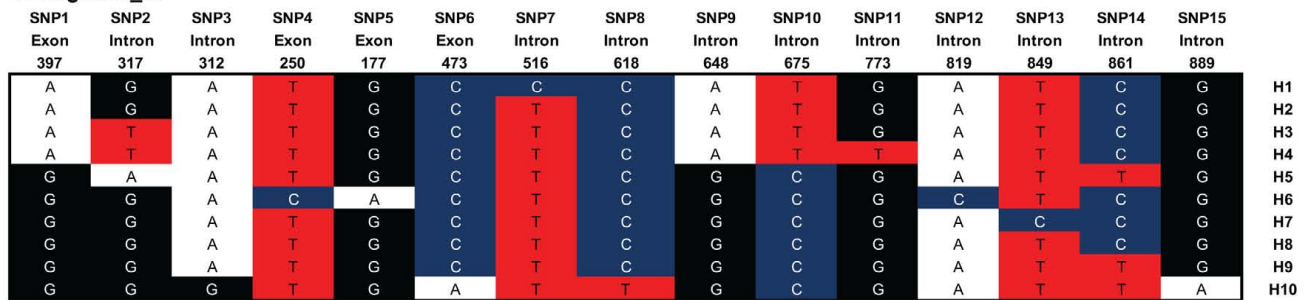 SNP1 SNP2 SNP3 SNP4 SNP5 SNP6 SNP7 SNP8 SNP9 SNP10 SNP11 SNP12 SNP13 SNP14 SNP15
Exon Intron Intron Exon Exon Exon Intron Intron Intron Intron Intron Intron Intron Intron Intron
397 317 312 250 177 473 516 618 648 675 773 819 849 861 889
A G A T G C C C A T G A T C G H1
A G A T G C T C A T G A T C G H2
A T A T G C T C A T G A T C G H3
A T A T G C T C A T T A T C G H4
G A A T G C T C G C G A T T G H5
G G A C A C T C G C G C T C G H6
G G A T G C T C G C G A C C G H7
G G A T G C T C G C G A T C G H8
G G A T G C T C G C G A T T G H9
G G G T G A T T G C G A T T A H10